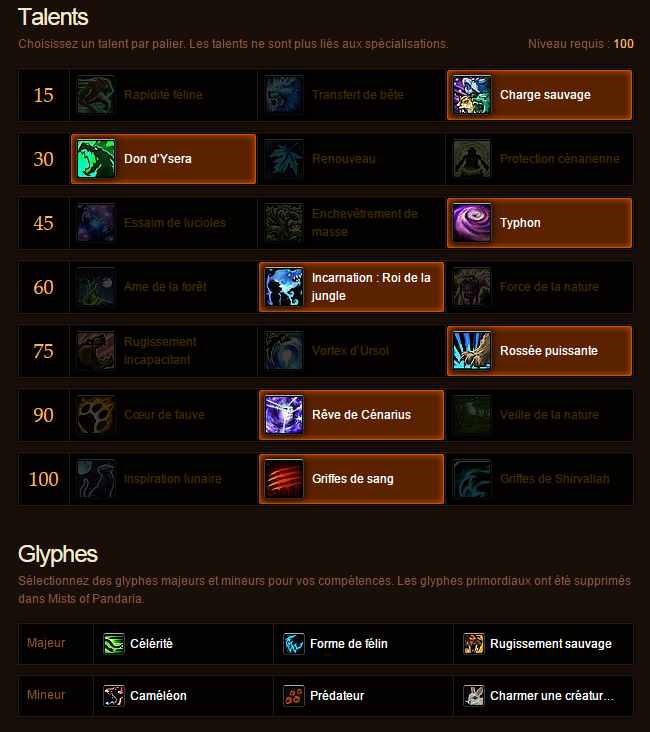 Talents
Choisissez un talent par palier. Les talents ne sont plus liés aux spécialisations. Niveau requis : 100
15 Rapidité féline Transfert de bête Charge sauvage
30 Don d'Ysera Renouveau Protection cénarienne
45 Essaim de lucioles Enchevêtrement de masse Typhon
60 Ame de la forêt Incarnation : Roi de la jungle Force de la nature
75 Rugissement incapacitant Vortex d'Ursol Rossée puissante
90 Cœur de fauve Rêve de Cénarius Veille de la nature
100 Inspiration lunaire Griffes de sang Griffes de Shirvallah
Glyphes
Sélectionnez des glyphes majeurs et mineurs pour vos compétences. Les glyphes primordiaux ont été supprimés
dans Mists of Pandaria.
Majeur Célérité Forme de félin Rugissement sauvage
Mineur Caméléon Prédateur Charmer une créatur...